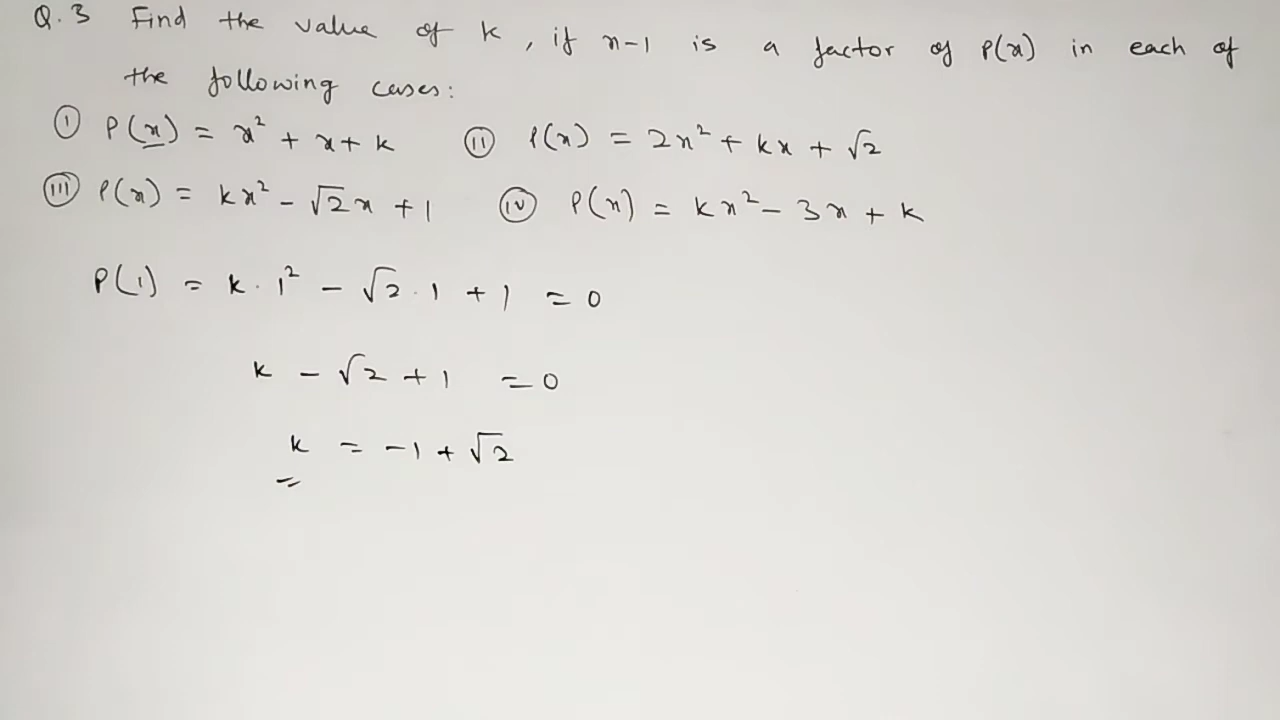 Q.3 Find the value of k, if x-1 is a factor of P(x) in each of
the following cases:
(i) P(x) = x² + x + k (ii) P(x) = 2x² + kx + √2
(iii) P(x) = kx² - √2x + 1 (iv) P(x) = kx² - 3x + k
P(1) = k · 1² - √2 · 1 + 1 = 0
k - √2 + 1 = 0
k = -1 + √2